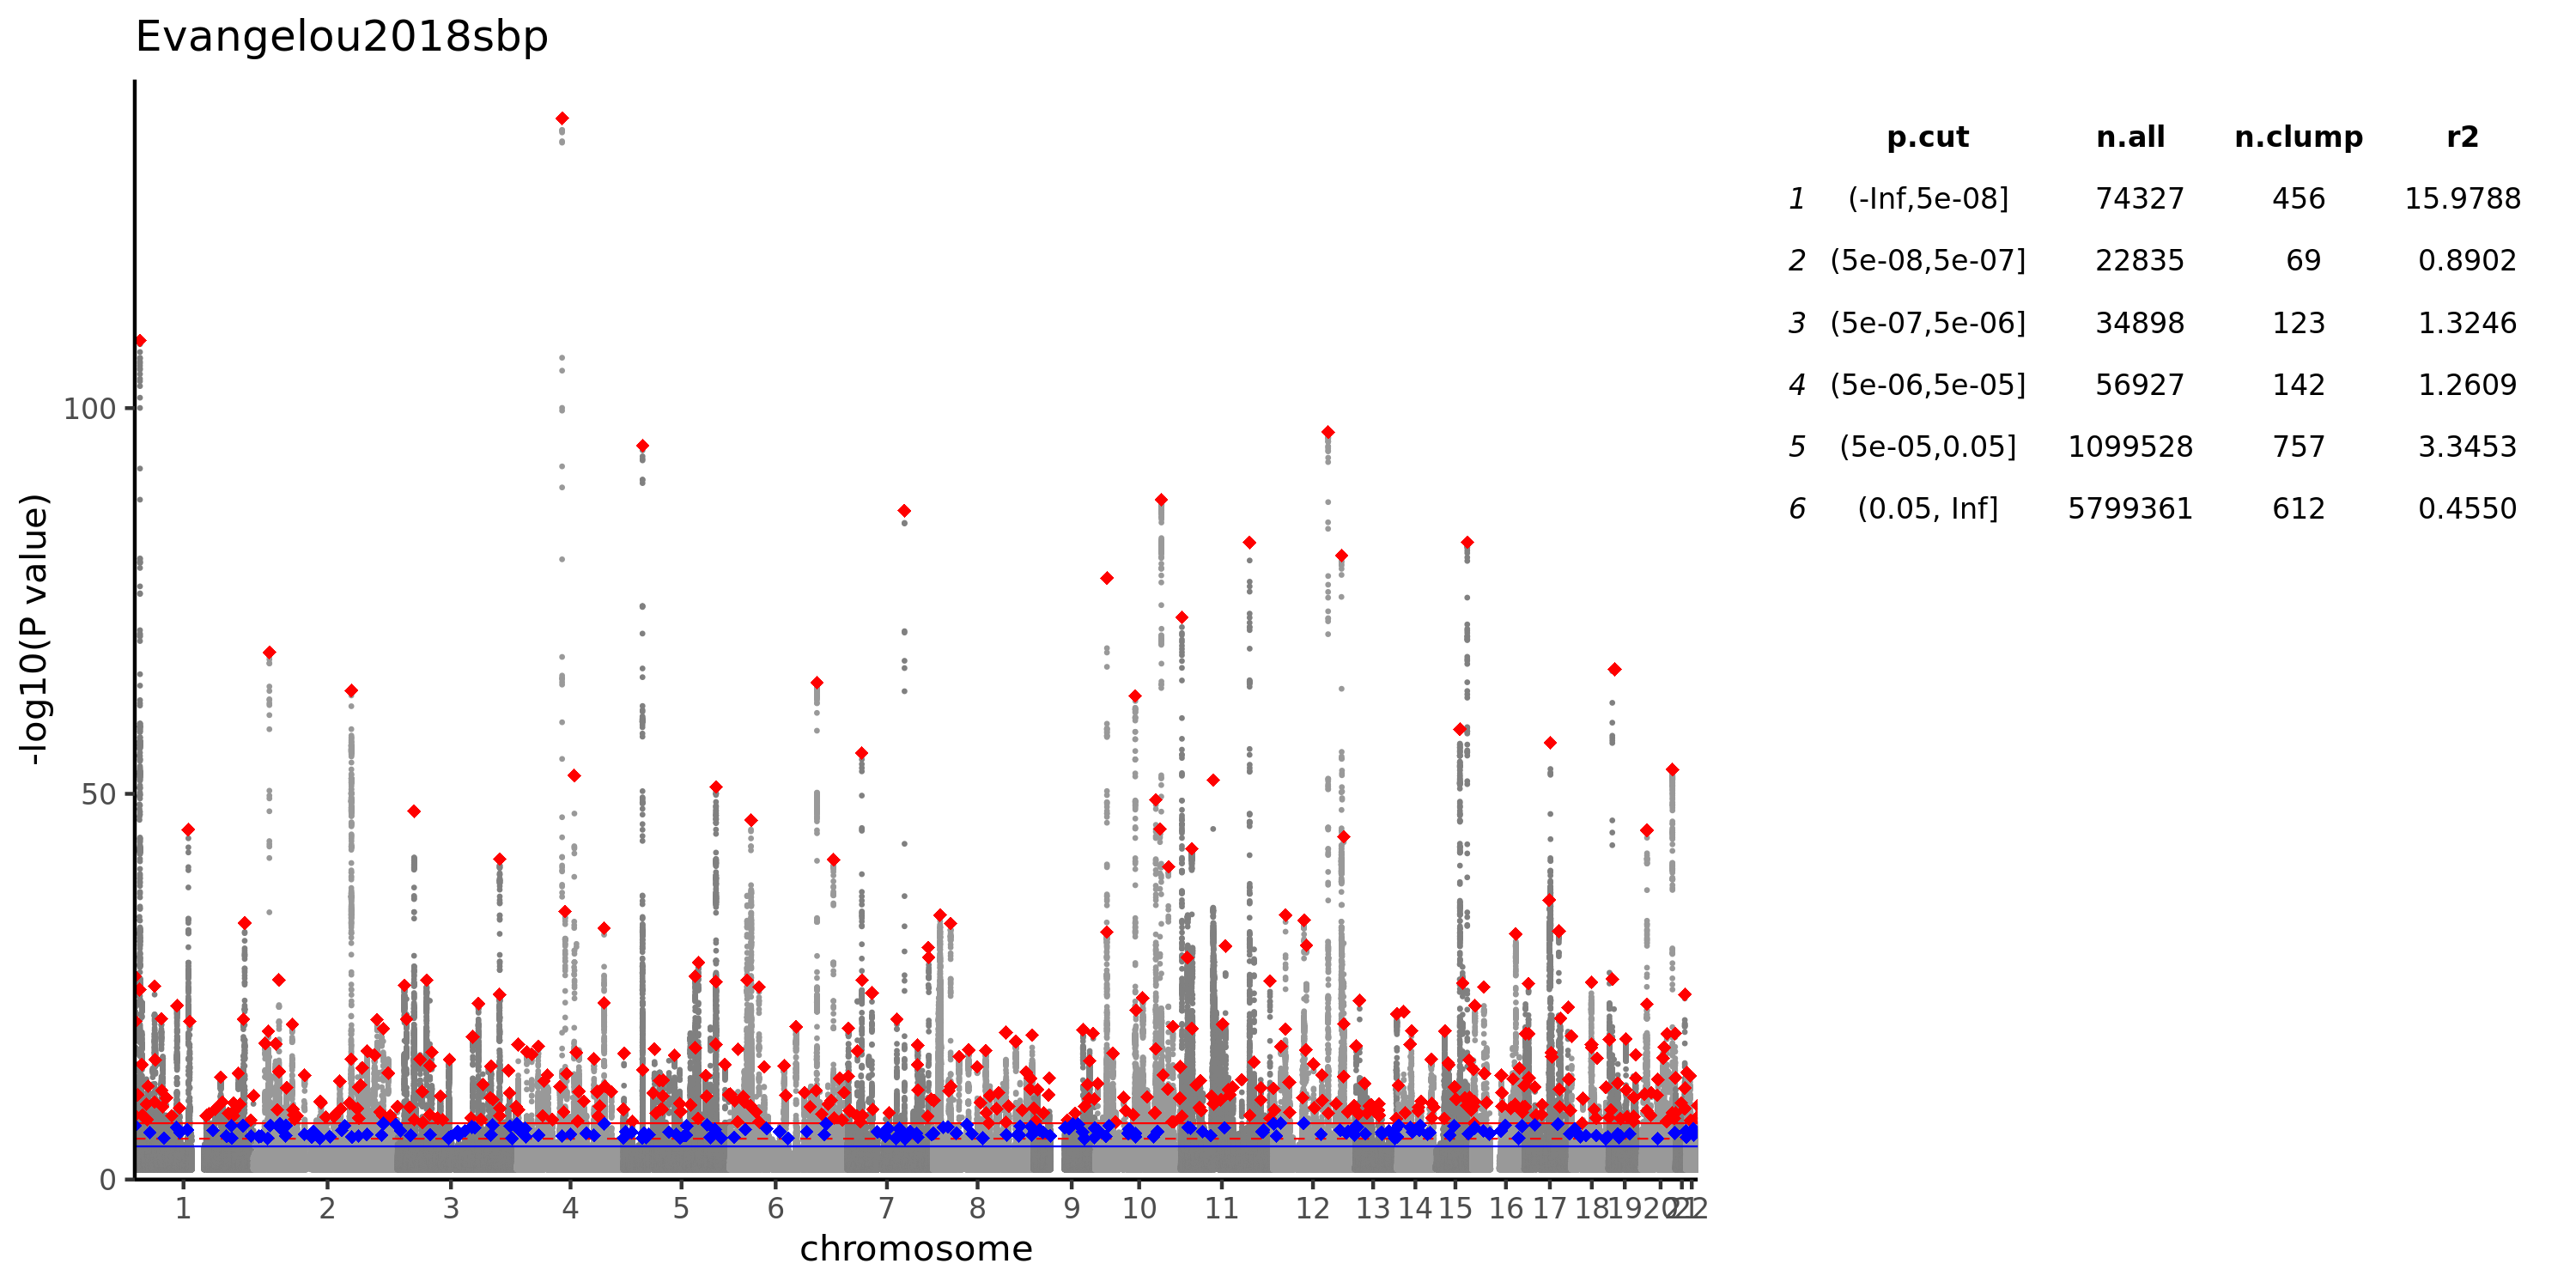 Evangelou2018sbp
-log10(P value)
100
50
0
1 2 3 4 5 6 7 8 9 10 11 12 13 14 15 16 17 18 19 20 21 22
chromosome
p.cut n.all n.clump r2
1 (-Inf,5e-08] 74327 456 15.9788
2 (5e-08,5e-07] 22835 69 0.8902
3 (5e-07,5e-06] 34898 123 1.3246
4 (5e-06,5e-05] 56927 142 1.2609
5 (5e-05,0.05] 1099528 757 3.3453
6 (0.05, Inf] 5799361 612 0.4550